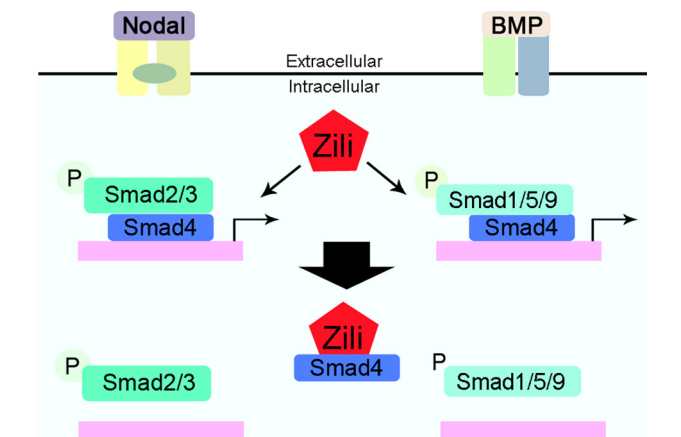 Nodal
BMP
Extracellular
Intracellular
Zili
P
Smad2/3
Smad4
P
Smad1/5/9
Smad4
Zili
Smad4
P
Smad2/3
P
Smad1/5/9